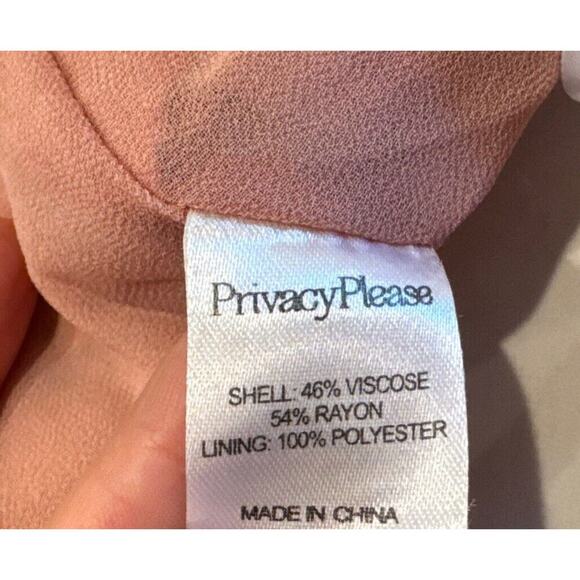 PrivacyPlease
SHELL: 46% VISCOSE
54% RAYON
LINING: 100% POLYESTER
MADE IN CHINA